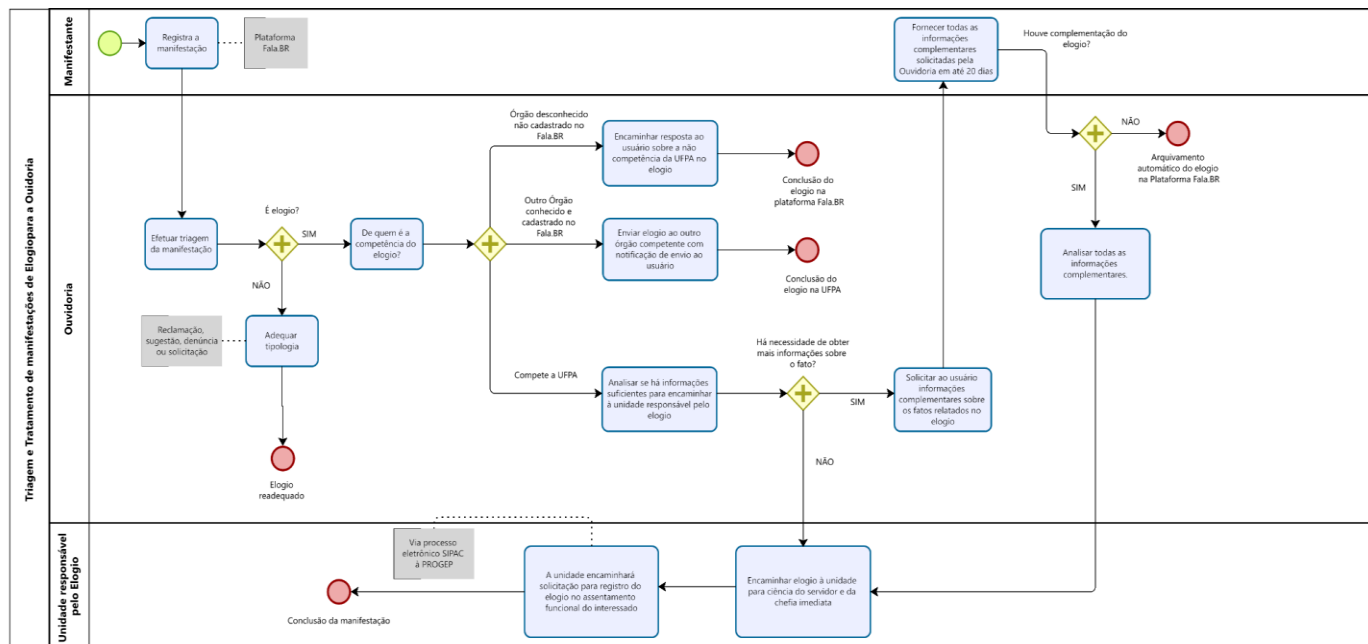 Triagem e Tratamento de manifestações de Elogiopara a Ouidoria
Manifestante
Registra a
manifestação
Plataforma
Fala.BR
Fornecer todas as
informações
complementares
solicitadas pela
Ouvidoria em até 20 dias
Houve complementação do
elogio?
NÃO
Arquivamento
automático do elogio
na Plataforma Fala.BR
SIM
Analisar todas as
informações
complementares.
Ouvidoria
Efetuar triagem
da manifestação
É elogio?
SIM
NÃO
De quem é a
competência do
elogio?
Órgão desconhecido
não cadastrado no
Fala.BR
Encaminhar resposta ao
usuário sobre a não
competência da UFPA no
elogio
Conclusão do
elogio na
plataforma Fala.BR
Outro Órgão
conhecido e
cadastrado no
Fala.BR
Enviar elogio ao outro
órgão competente com
notificação de envio ao
usuário
Conclusão do
elogio na UFPA
Reclamação,
sugestão, denúncia
ou solicitação
Adequar
tipologia
Elogio
readequado
Compete a UFPA
Analisar se há informações
suficientes para encaminhar
à unidade responsável pelo
elogio
Há necessidade de obter
mais informações sobre
o fato?
SIM
NÃO
Solicitar ao usuário
informações
complementares sobre
os fatos relatados no
elogio
Unidade responsável
pelo Elogio
Via processo
eletrônico SIPAC
à PROGEP
Conclusão da manifestação
A unidade encaminhará
solicitação para registro do
elogio no assentamento
funcional do interessado
Encaminhar elogio à unidade
para ciência do servidor e da
chefia imediata